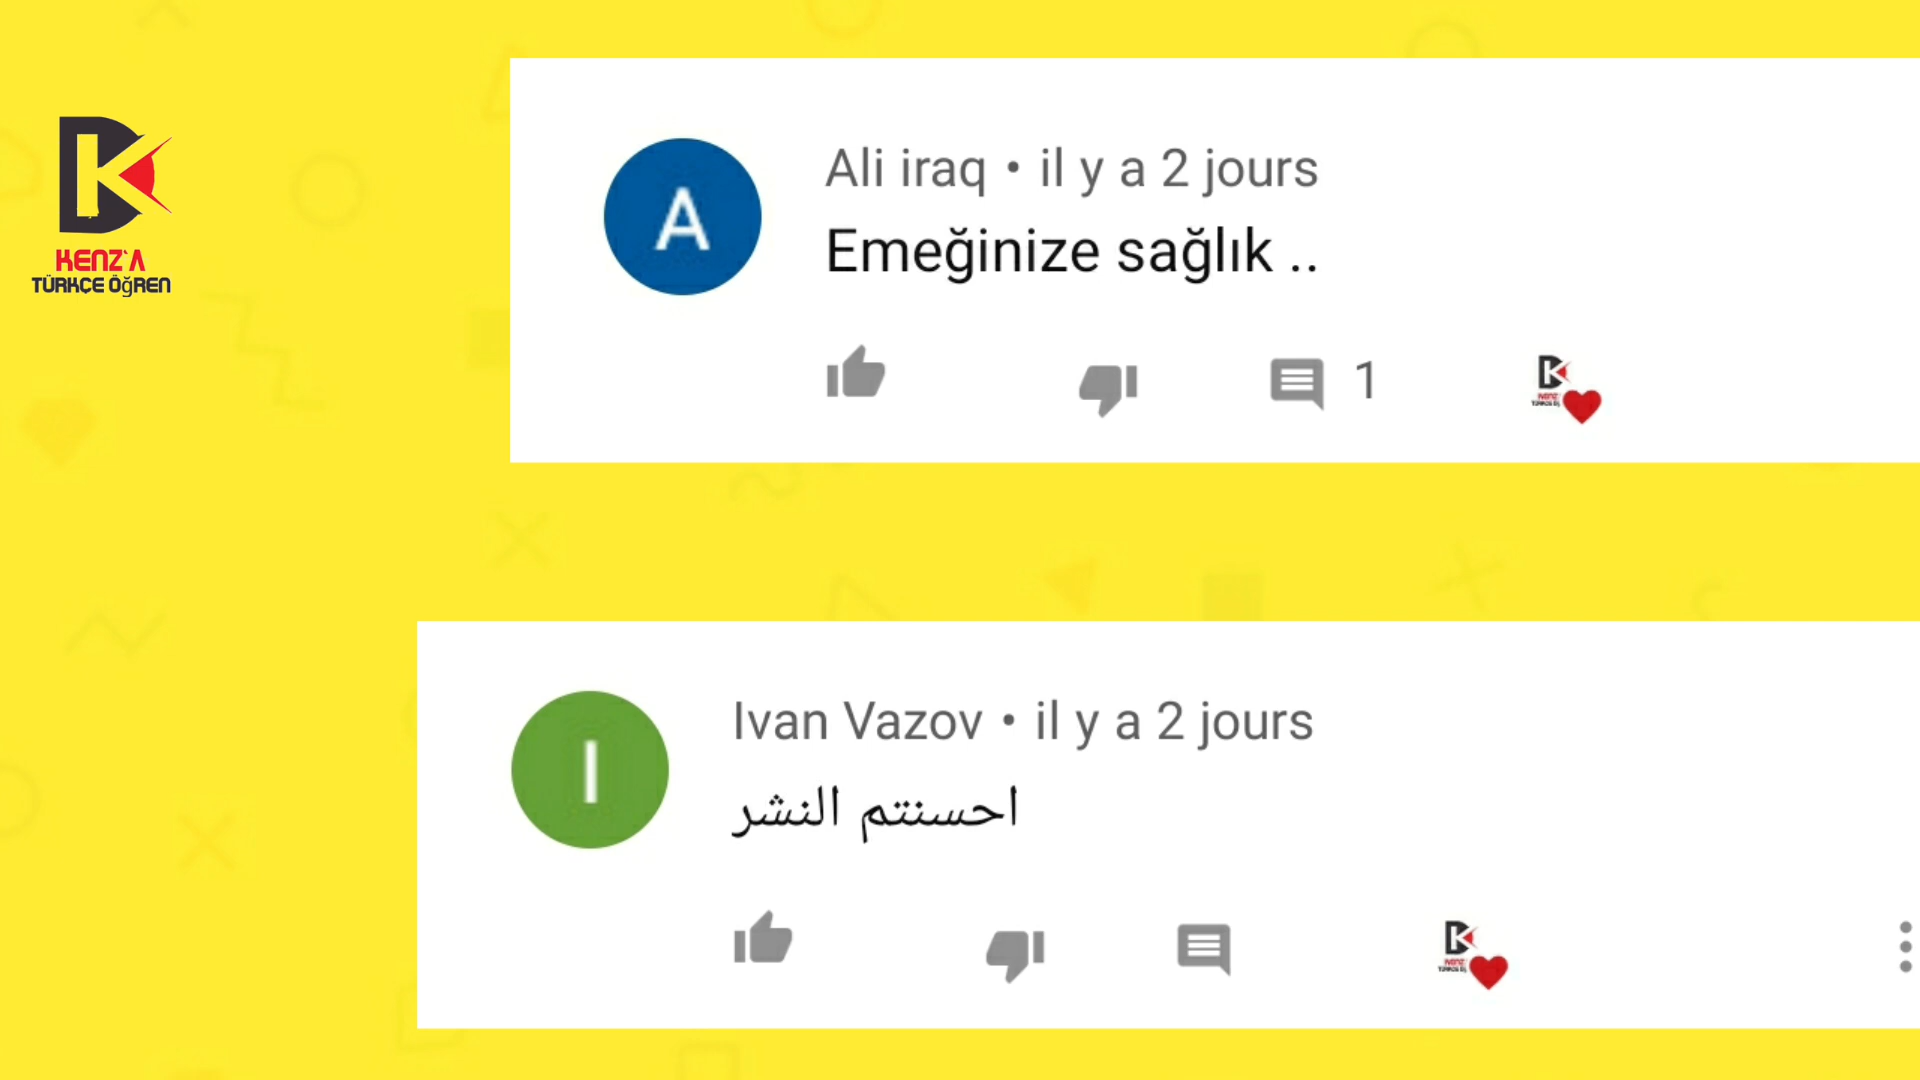 KENZ'A
TÜRKÇE ÖĞREN
A
Ali iraq • il y a 2 jours
Emeğinize sağlık ..
1
I
Ivan Vazov • il y a 2 jours
احسنتم النشر